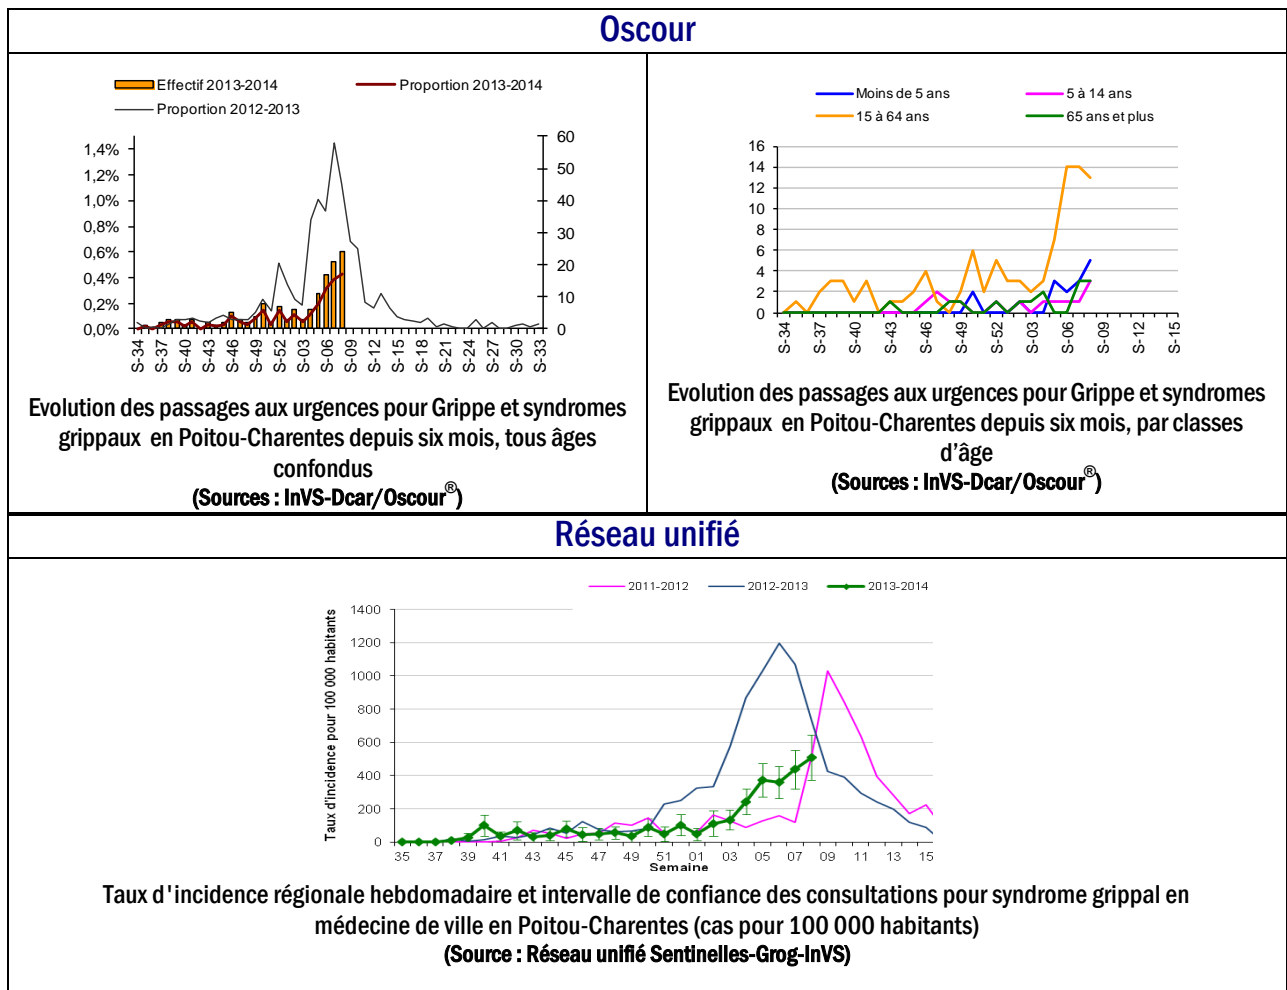 Oscour
Effectif 2013-2014
Proportion 2013-2014
Proportion 2012-2013
1,4%
1,2%
1,0%
0,8%
0,6%
0,4%
0,2%
0,0%
60
50
40
30
20
10
0
S-34
S-37
S-40
S-43
S-46
S-49
S-52
S-03
S-06
S-09
S-12
S-15
S-18
S-21
S-24
S-27
S-30
S-33
Evolution des passages aux urgences pour Grippe et syndromes
grippaux en Poitou-Charentes depuis six mois, tous âges
confondus
(Sources : InVS-Dcar/Oscour®)
Moins de 5 ans
5 à 14 ans
15 à 64 ans
65 ans et plus
16
14
12
10
8
6
4
2
0
S-34
S-37
S-40
S-43
S-46
S-49
S-52
S-03
S-06
S-09
S-12
S-15
Evolution des passages aux urgences pour Grippe et syndromes
grippaux en Poitou-Charentes depuis six mois, par classes
d’âge
(Sources : InVS-Dcar/Oscour®)
Réseau unifié
2011-2012
2012-2013
2013-2014
Taux d'incidence pour 100 000 habitants
1400
1200
1000
800
600
400
200
0
35 37 39 41 43 45 47 49 51 01 03 05 07 09 11 13 15
Semaine
Taux d'incidence régionale hebdomadaire et intervalle de confiance des consultations pour syndrome grippal en
médecine de ville en Poitou-Charentes (cas pour 100 000 habitants)
(Source : Réseau unifié Sentinelles-Grog-InVS)